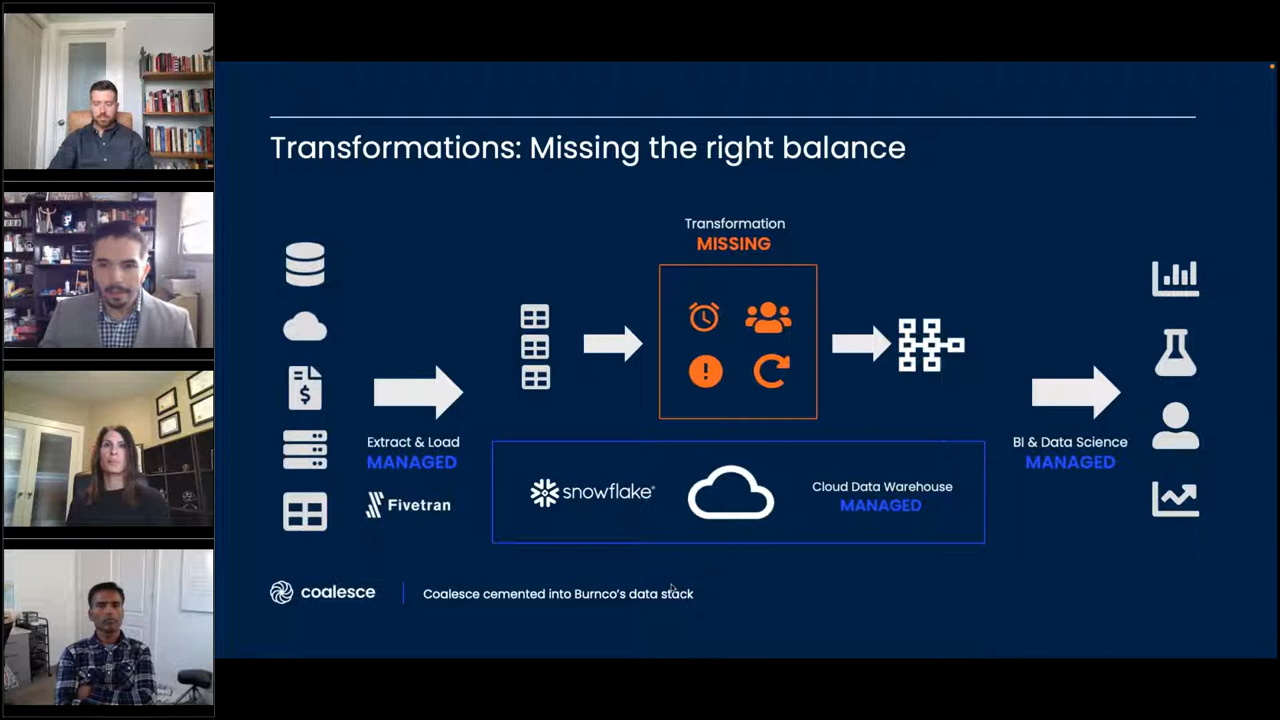 Transformations: Missing the right balance
Transformation
MISSING
Extract & Load
MANAGED
Fivetran
snowflake®
Cloud Data Warehouse
MANAGED
BI & Data Science
MANAGED
coalesce
Coalesce cemented into Burnco's data stack